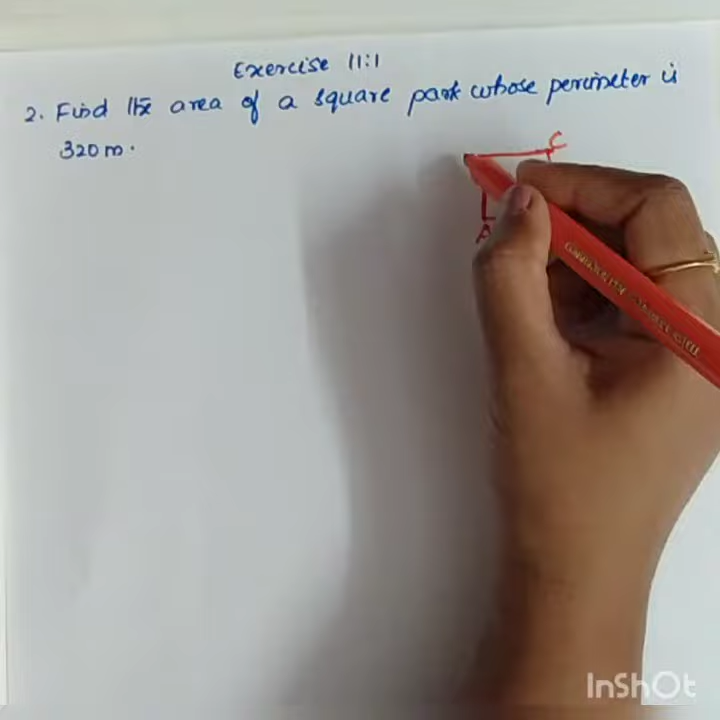 Exercise 11:1
2. Find the area of a square park whose perimeter is
320 m.
C
A
InShOt